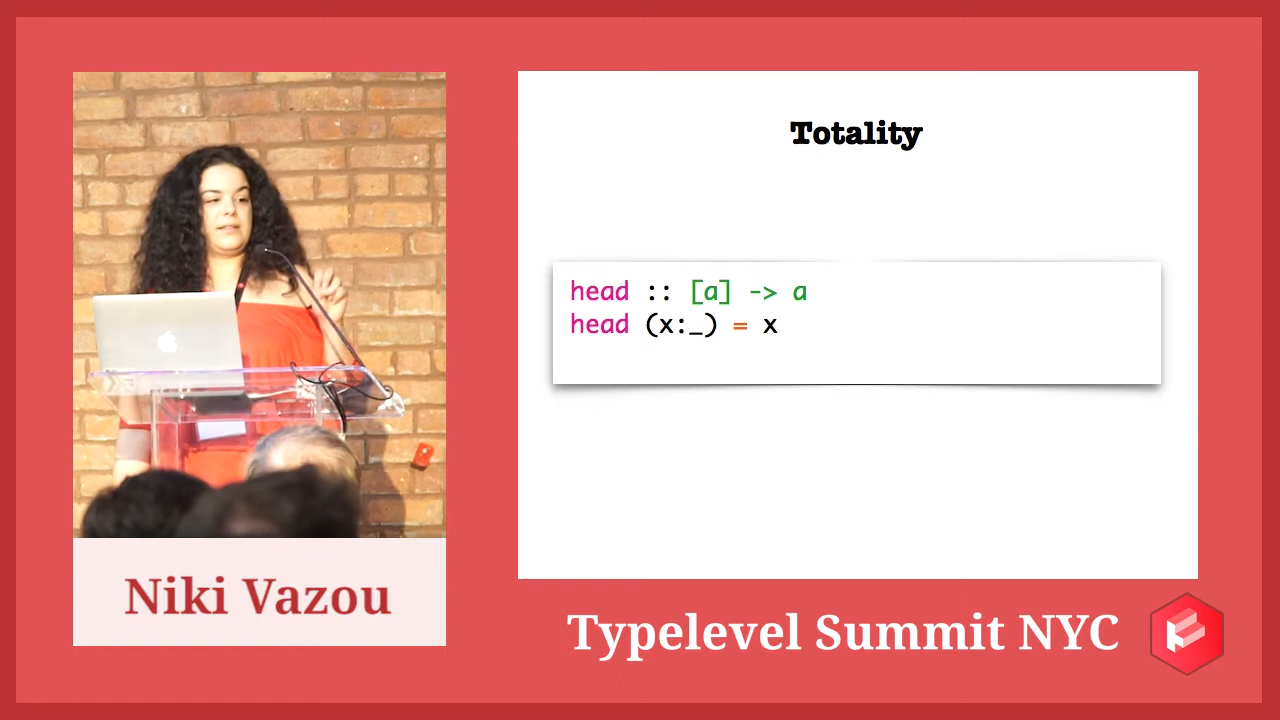 Totality
head :: [a] -> a
head (x:_) = x
Niki Vazou
Typelevel Summit NYC